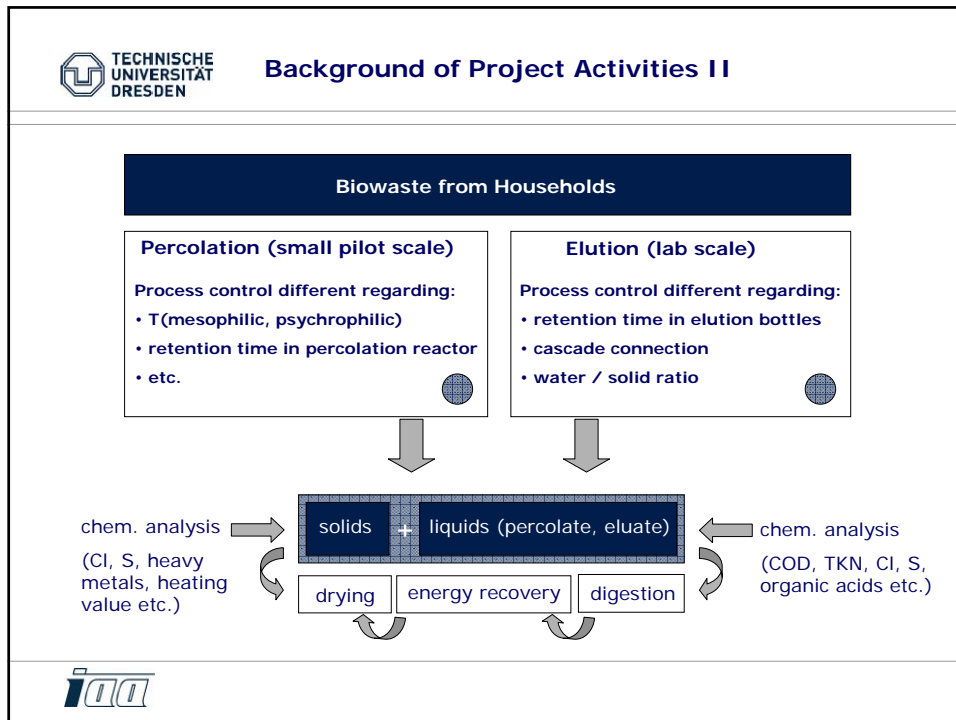 TECHNISCHE
UNIVERSITÄT
DRESDEN
Background of Project Activities II
Biowaste from Households
Percolation (small pilot scale)
Process control different regarding:
• T(mesophilic, psychrophilic)
• retention time in percolation reactor
• etc.
Elution (lab scale)
Process control different regarding:
• retention time in elution bottles
• cascade connection
• water / solid ratio
chem. analysis
(Cl, S, heavy
metals, heating
value etc.)
solids + liquids (percolate, eluate)
drying
energy recovery
digestion
chem. analysis
(COD, TKN, Cl, S,
organic acids etc.)
iaa